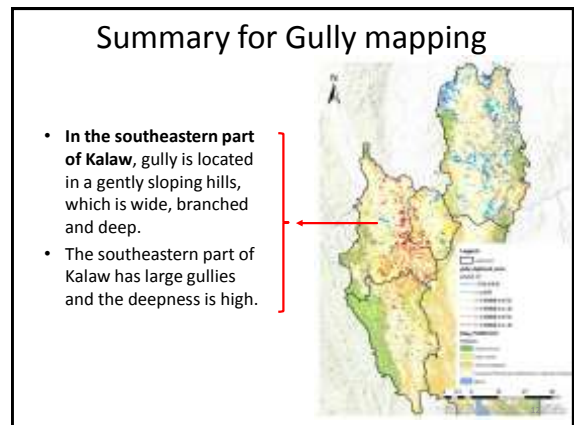 Summary for Gully mapping
N
• In the southeastern part
of Kalaw, gully is located
in a gently sloping hills,
which is wide, branched
and deep.
• The southeastern part of
Kalaw has large gullies
and the deepness is high.